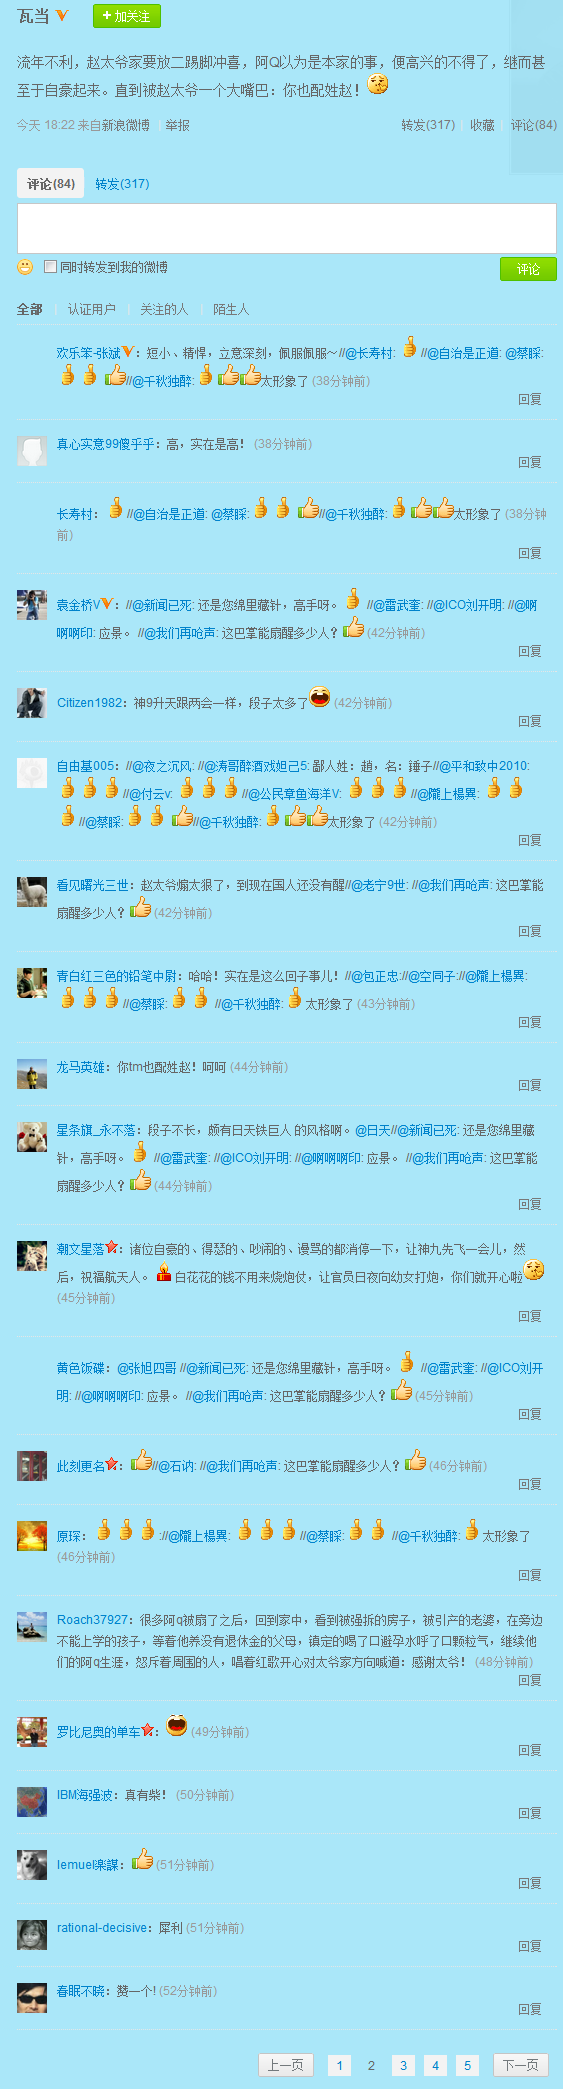 瓦当
+ 加关注
流年不利，赵太爷家要放二踢脚冲喜，阿Q以为是本家的事，便高兴的不得了，继而甚
至于自豪起来。直到被赵太爷一个大嘴巴：你也配姓赵！
今天 18:22 来自新浪微博 | 举报
转发(317) | 收藏 | 评论(84)
评论(84) 转发(317)
同时转发到我的微博
评论
全部 | 认证用户 | 关注的人 | 陌生人
欢乐笨-张斌：短小、精悍，立意深刻，佩服佩服～//@长寿村: //@自治是正道: @蔡睬:
//@千秋独醉: 太形象了 (38分钟前)
回复
真心实意99傻乎乎：高，实在是高！ (38分钟前)
回复
长寿村： //@自治是正道: @蔡睬: //@千秋独醉: 太形象了 (38分钟
前)
回复
袁金桥V：//@新闻已死: 还是您绵里藏针，高手呀。 //@雷武奎: //@ICO刘开明: //@啊
啊啊印: 应景。 //@我们再呛声: 这巴掌能扇醒多少人？ (42分钟前)
回复
Citizen1982：神9升天跟两会一样，段子太多了 (42分钟前)
回复
自由基005：//@夜之沉风: //@涛哥醉酒戏妲己5: 鄙人姓：趙，名：锤子//@平和致中2010:
//@付云v: //@公民章鱼海洋V: //@隴上楊異:
//@蔡睬: //@千秋独醉: 太形象了 (42分钟前)
回复
看见曙光三世：赵太爷煽太狠了，到现在国人还没有醒//@老宁9世: //@我们再呛声: 这巴掌能
扇醒多少人？ (42分钟前)
回复
青白红三色的铅笔中尉：哈哈！实在是这么回子事儿！//@包正忠://@空同子://@隴上楊異:
//@蔡睬: //@千秋独醉: 太形象了 (43分钟前)
回复
龙马英雄：你tm也配姓赵！呵呵 (44分钟前)
回复
星条旗_永不落：段子不长，颇有日天铁巨人 的风格啊。@日天//@新闻已死: 还是您绵里藏
针，高手呀。 //@雷武奎: //@ICO刘开明: //@啊啊啊印: 应景。 //@我们再呛声: 这巴掌能
扇醒多少人？ (44分钟前)
回复
潮文星落：诸位自豪的、得瑟的、吵闹的、谩骂的都消停一下，让神九先飞一会儿，然
后，祝福航天人。 白花花的钱不用来烧炮仗，让官员日夜向幼女打炮，你们就开心啦
(45分钟前)
回复
黄色饭碟：@张旭四哥 //@新闻已死: 还是您绵里藏针，高手呀。 //@雷武奎: //@ICO刘开
明: //@啊啊啊印: 应景。 //@我们再呛声: 这巴掌能扇醒多少人？ (45分钟前)
回复
此刻更名： //@石讷: //@我们再呛声: 这巴掌能扇醒多少人？ (46分钟前)
回复
原琛： ://@隴上楊異: //@蔡睬: //@千秋独醉: 太形象了
(46分钟前)
回复
Roach37927：很多阿q被扇了之后，回到家中，看到被强拆的房子，被引产的老婆，在旁边
不能上学的孩子，等着他养没有退休金的父母，镇定的喝了口避孕水呼了口颗粒气，继续他
们的阿q生涯，怒斥着周围的人，唱着红歌开心对太爷家方向喊道：感谢太爷！ (48分钟前)
回复
罗比尼奥的单车： (49分钟前)
回复
IBM海强波：真有柴！ (50分钟前)
回复
lemuel楽謀： (51分钟前)
回复
rational-decisive：犀利 (51分钟前)
回复
春眠不晓：赞一个! (52分钟前)
回复
上一页 1 2 3 4 5 下一页